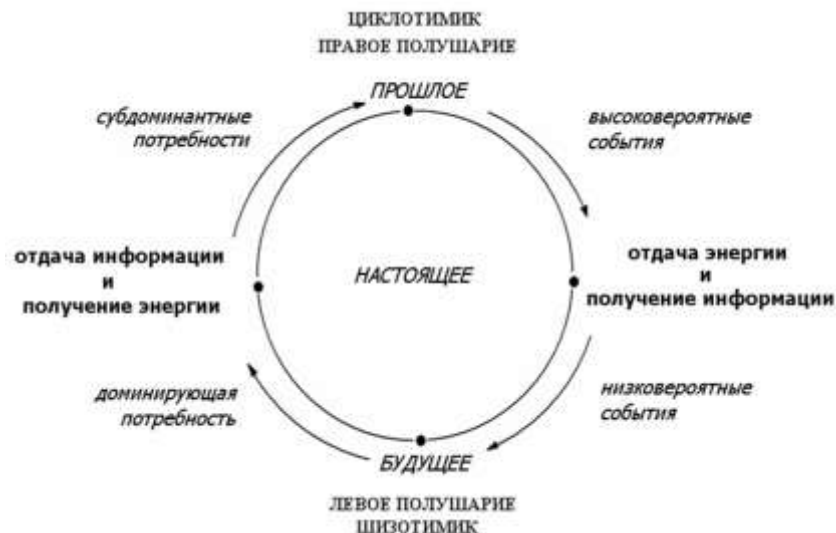 ЦИКЛОТИМИК
ПРАВОЕ ПОЛУШАРИЕ
ПРОШЛОЕ
субдоминантные
потребности
высоковероятные
события
отдача информации
и
получение энергии
НАСТОЯЩЕЕ
отдача энергии
и
получение информации
доминирующая
потребность
низковероятные
события
БУДУЩЕЕ
ЛЕВОЕ ПОЛУШАРИЕ
ШИЗОТИМИК